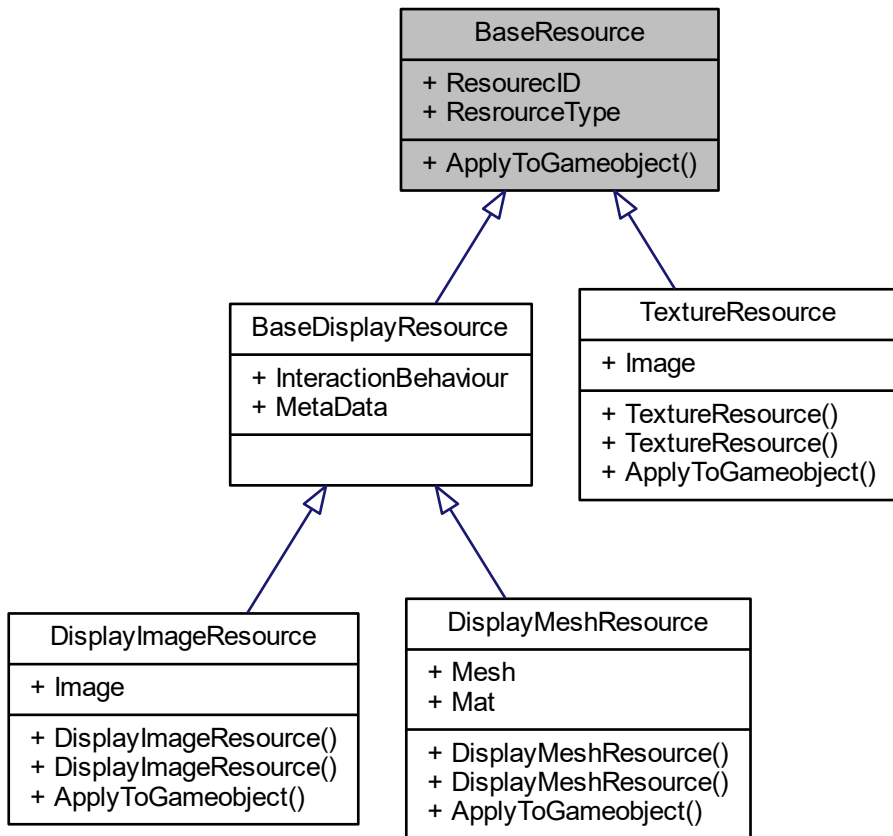 BaseResource
+ ResourecID
+ ResrourceType
+ ApplyToGameobject()
BaseDisplayResource
+ InteractionBehaviour
+ MetaData
TextureResource
+ Image
+ TextureResource()
+ TextureResource()
+ ApplyToGameobject()
DisplayImageResource
+ Image
+ DisplayImageResource()
+ DisplayImageResource()
+ ApplyToGameobject()
DisplayMeshResource
+ Mesh
+ Mat
+ DisplayMeshResource()
+ DisplayMeshResource()
+ ApplyToGameobject()